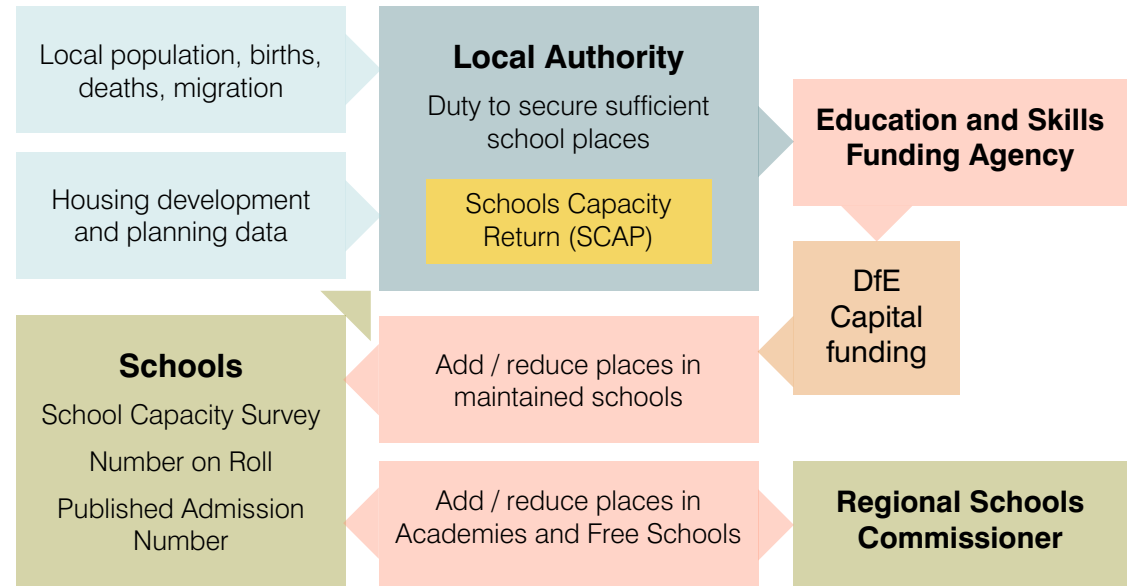 Local population, births,
deaths, migration
Housing development
and planning data
Local Authority
Duty to secure sufficient
school places
Schools Capacity
Return (SCAP)
Education and Skills
Funding Agency
DfE
Capital
funding
Schools
School Capacity Survey
Number on Roll
Published Admission
Number
Add / reduce places in
maintained schools
Add / reduce places in
Academies and Free Schools
Regional Schools
Commissioner